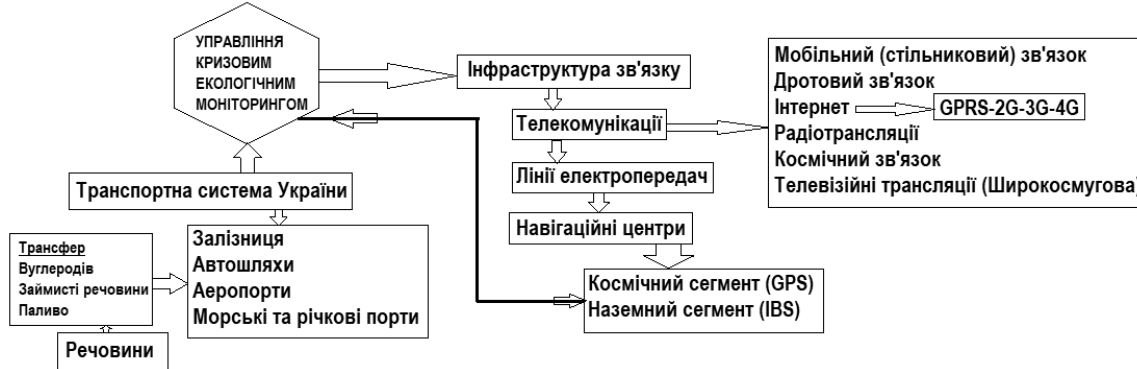 УПРАВЛІННЯ
КРИЗОВИМ
ЕКОЛОГІЧНИМ
МОНІТОРИНГОМ
Інфраструктура зв'язку
Телекомунікації
Лінії електропередач
Навігаційні центри
Космічний сегмент (GPS)
Наземний сегмент (IBS)
Мобільний (стільниковий) зв'язок
Дротовий зв'язок
Інтернет
GPRS-2G-3G-4G
Радіотрансляції
Космічний зв'язок
Телевізійні трансляції (Широкосмугова)
Транспортна система України
Залізниця
Автошляхи
Аеропорти
Морські та річкові порти
Трансфер
Вуглеродів
Займисті речовини
Паливо
Речовини